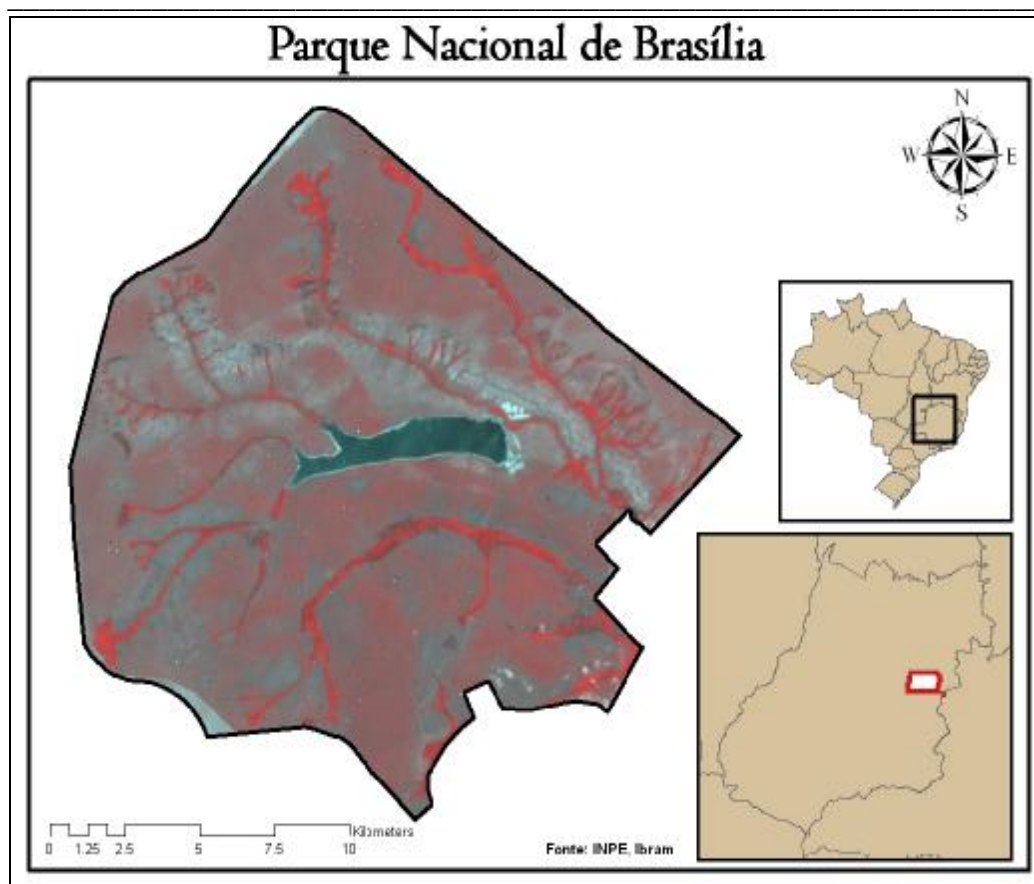 Parque Nacional de Brasília
N
W E
S
Kilometers
0 1.25 2.5 5 7.5 10
Fonte: INPE, Ibram